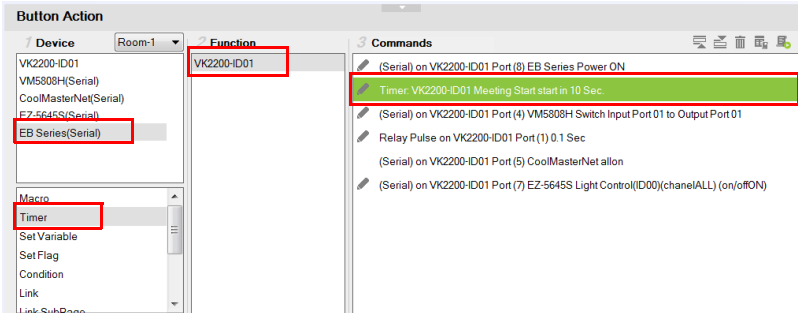 Button Action
1 Device
Room-1
2 Function
3 Commands
VK2200-ID01
VM5808H(Serial)
CoolMasterNet(Serial)
EZ-5645S(Serial)
EB Series(Serial)
Macro
Timer
Set Variable
Set Flag
Condition
Link
Link SubPage
VK2200-ID01
(Serial) on VK2200-ID01 Port (8) EB Series Power ON
Timer: VK2200-ID01 Meeting Start start in 10 Sec.
(Serial) on VK2200-ID01 Port (4) VM5808H Switch Input Port 01 to Output Port 01
Relay Pulse on VK2200-ID01 Port (1) 0.1 Sec
(Serial) on VK2200-ID01 Port (5) CoolMasterNet allon
(Serial) on VK2200-ID01 Port (7) EZ-5645S Light Control(ID00)(chanelALL) (on/offON)